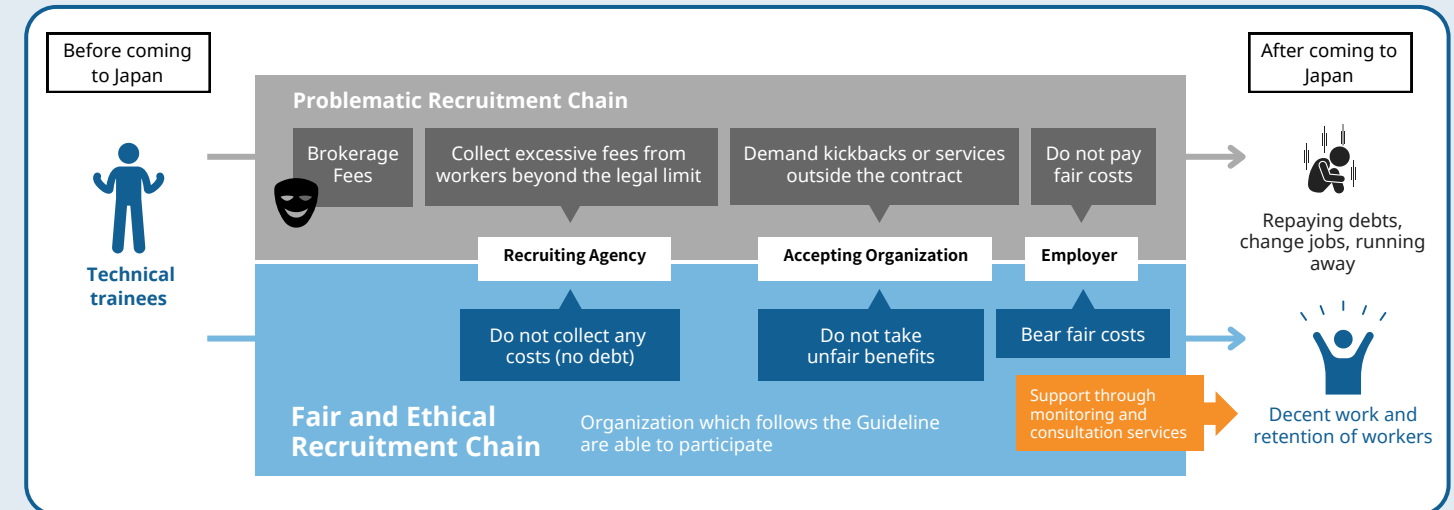 Before coming
to Japan
After coming to
Japan
Problematic Recruitment Chain
Brokerage
Fees
Collect excessive fees from
workers beyond the legal limit
Demand kickbacks or services
outside the contract
Do not pay
fair costs
Repaying debts,
change jobs, running
away
Technical
trainees
Recruiting Agency
Accepting Organization
Employer
Do not collect any
costs (no debt)
Do not take
unfair benefits
Bear fair costs
Support through
monitoring and
consultation services
Fair and Ethical
Recruitment Chain
Organization which follows the Guideline
are able to participate
Decent work and
retention of workers